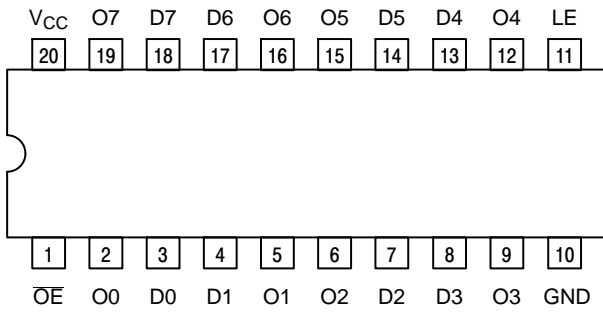 VCC O7 D7 D6 O6 O5 D5 D4 O4 LE
20 19 18 17 16 15 14 13 12 11
1 2 3 4 5 6 7 8 9 10
O̅E̅ O0 D0 D1 O1 O2 D2 D3 O3 GND